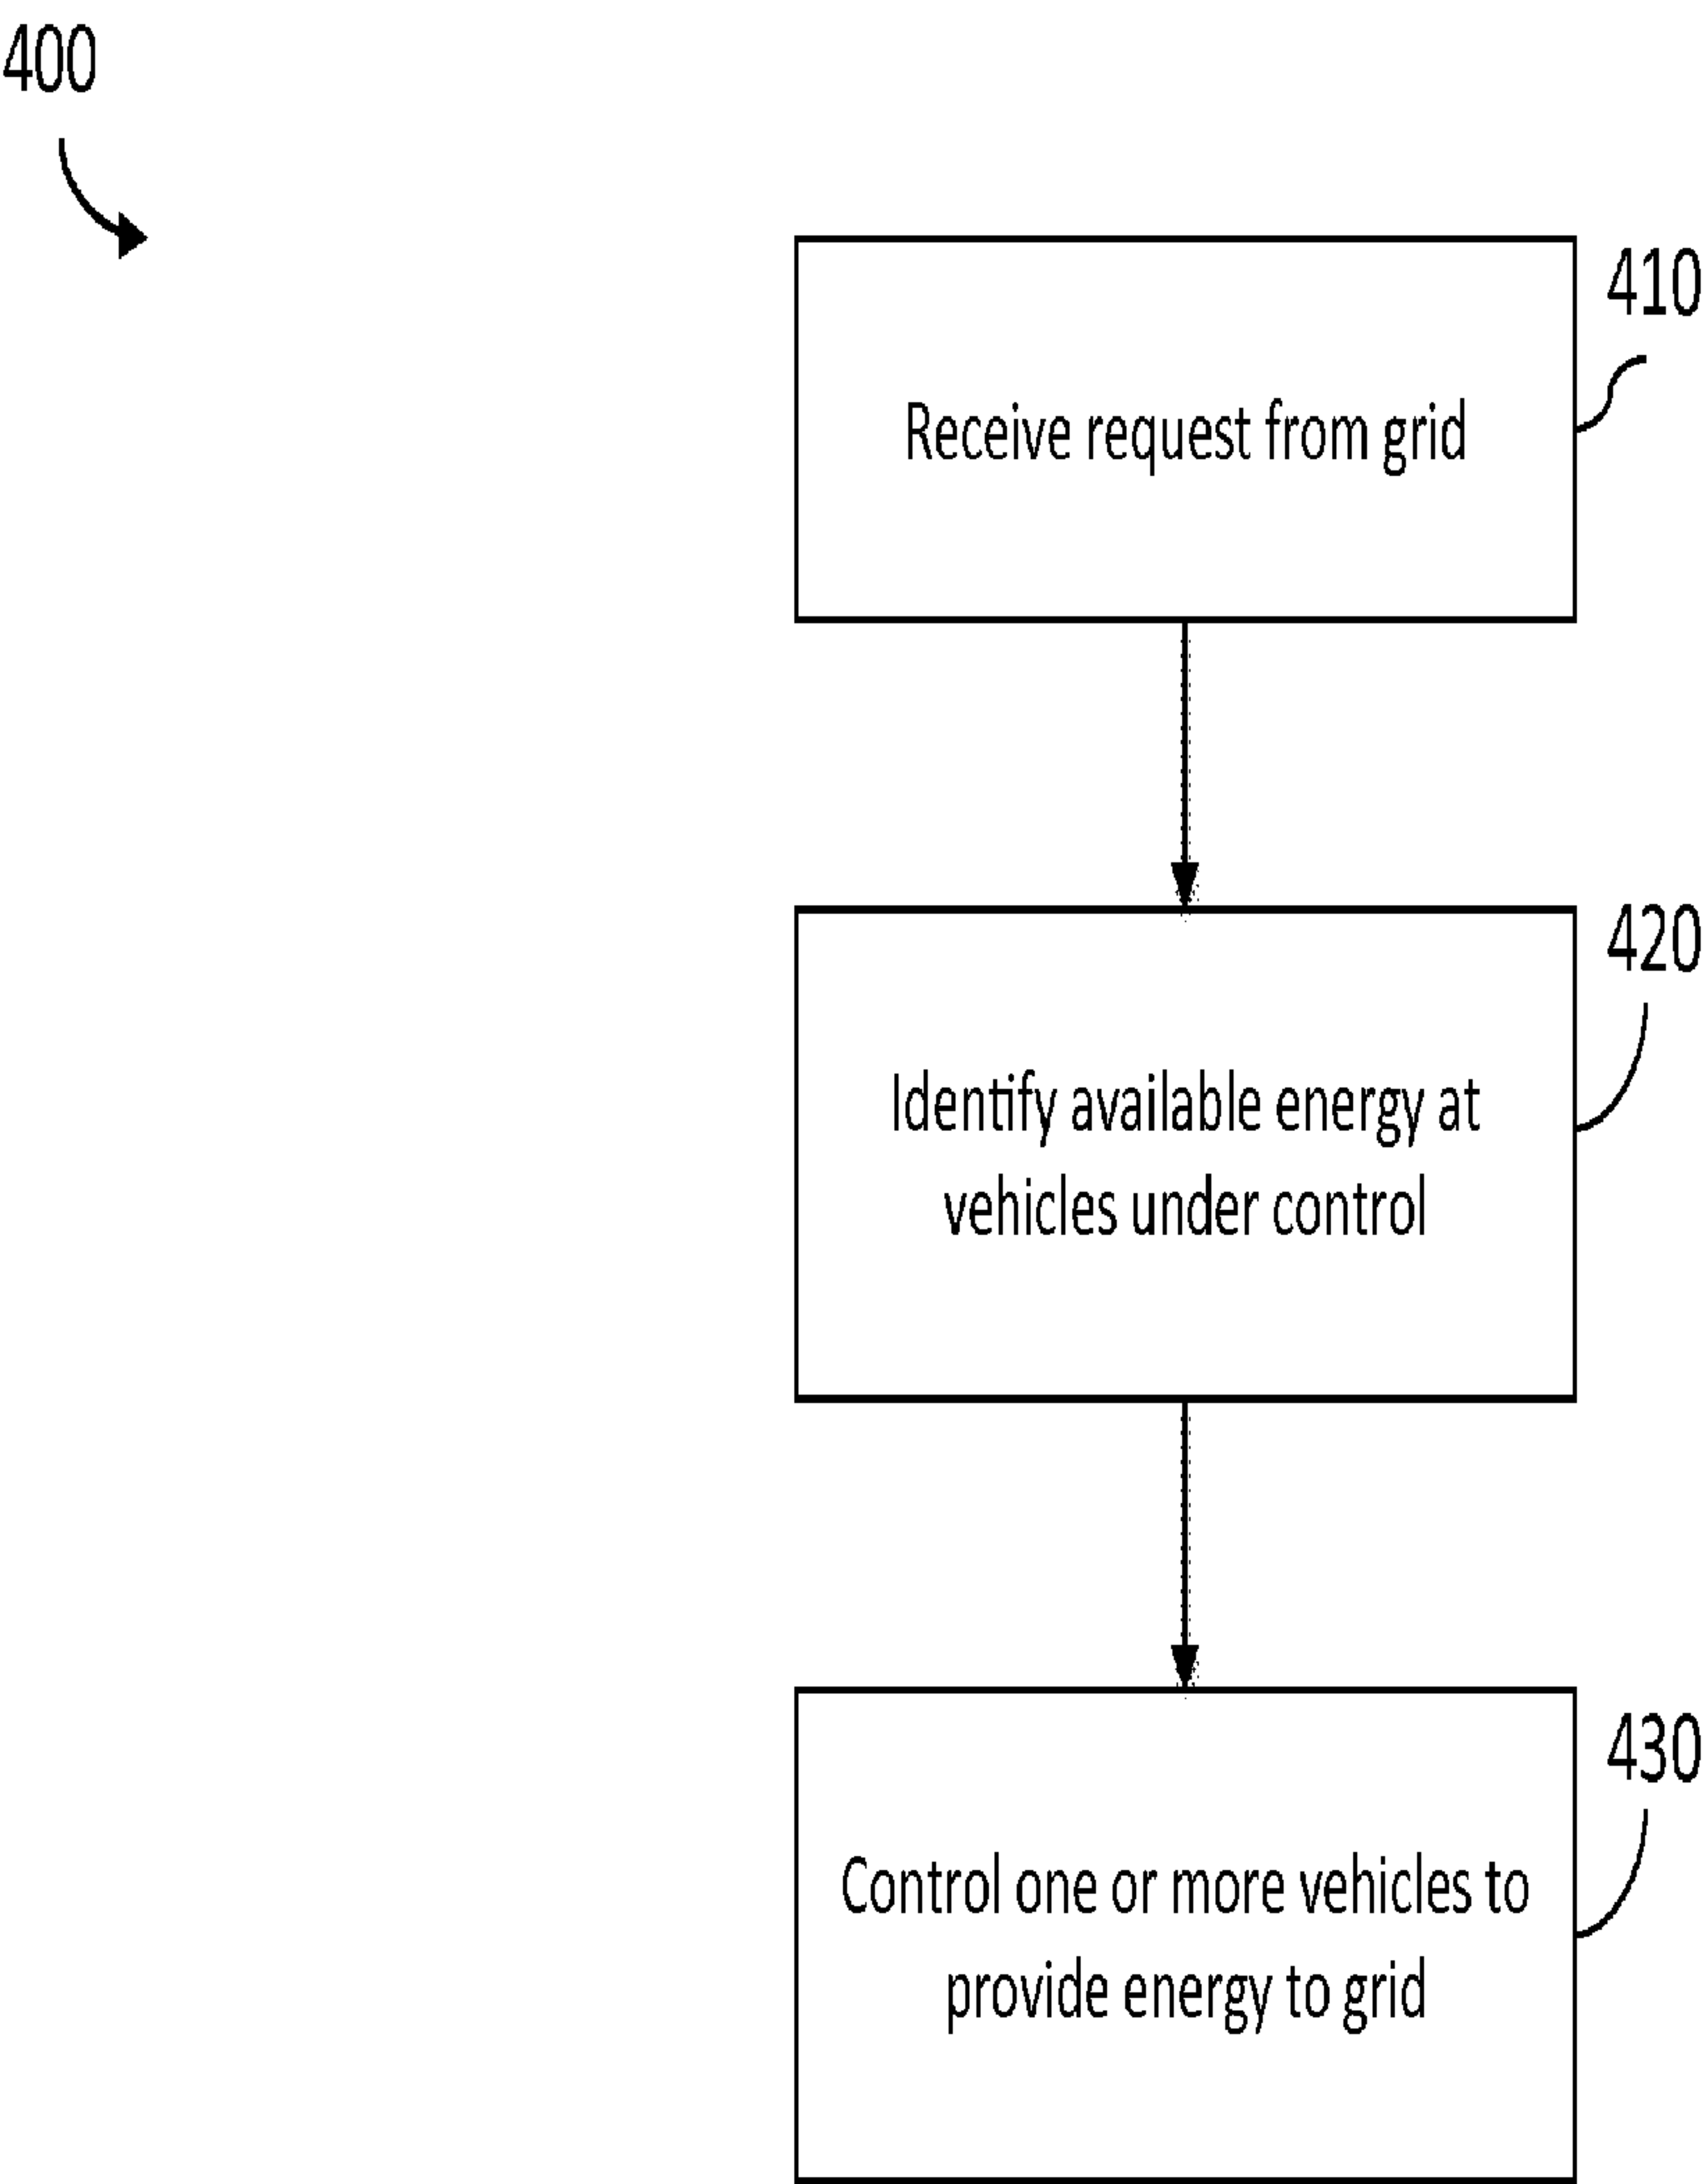 400
410
Receive request from grid
420
Identify available energy at
vehicles under control
430
Control one or more vehicles to
provide energy to grid